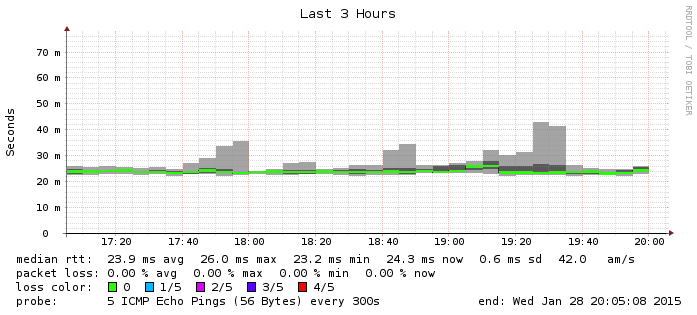 Last 3 Hours
RRDTOOL / TOBI OETIKER
Seconds
70 m
60 m
50 m
40 m
30 m
20 m
10 m
0
17:20 17:40 18:00 18:20 18:40 19:00 19:20 19:40 20:00
median rtt: 23.9 ms avg 26.0 ms max 23.2 ms min 24.3 ms now 0.6 ms sd 42.0 am/s
packet loss: 0.00 % avg 0.00 % max 0.00 % min 0.00 % now
loss color: 0 1/5 2/5 3/5 4/5
probe: 5 ICMP Echo Pings (56 Bytes) every 300s end: Wed Jan 28 20:05:08 2015